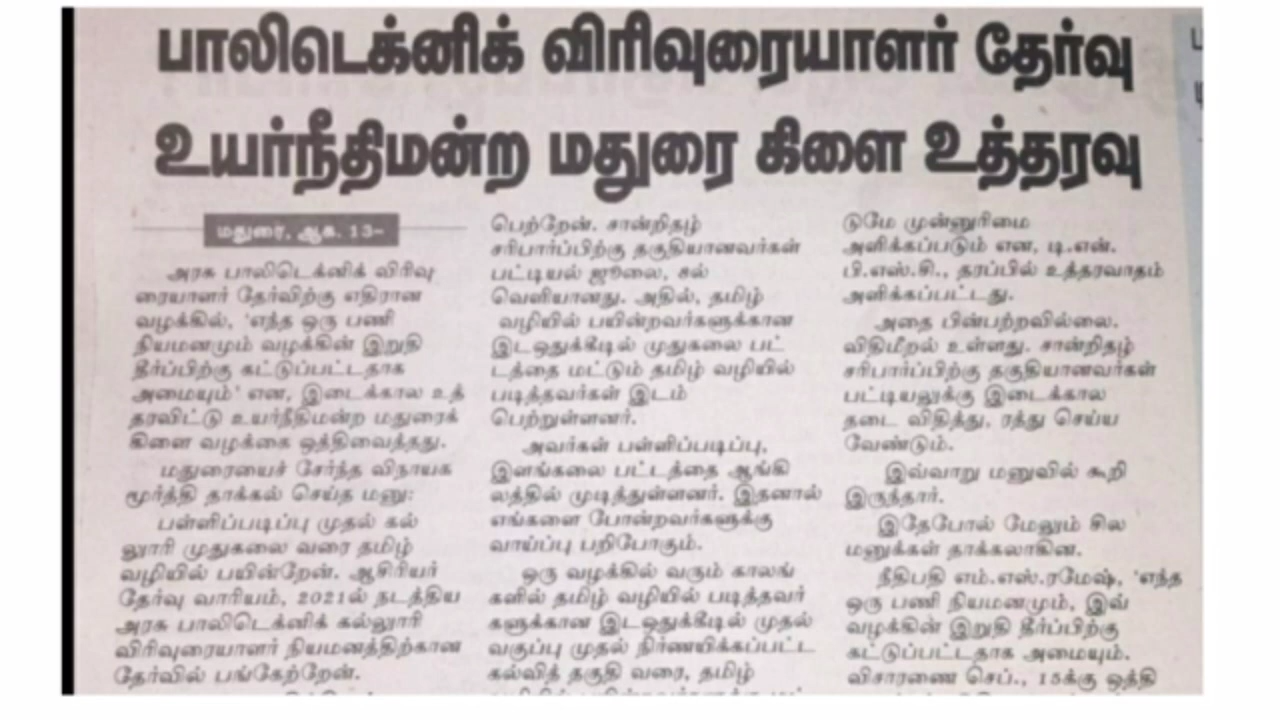 பாலிடெக்னிக் விரிவுரையாளர் தேர்வு
உயர்நீதிமன்ற மதுரை கிளை உத்தரவு
மதுரை, ஆக. 13–
அரசு பாலிடெக்னிக் விரிவு
ரையாளர் தேர்விற்கு எதிரான
வழக்கில், 'எந்த ஒரு பணி
நியமனமும் வழக்கின் இறுதி
தீர்ப்பிற்கு கட்டுப்பட்டதாக
அமையும்' என, இடைக்கால உத்
தரவிட்டு உயர்நீதிமன்ற மதுரைக்
கிளை வழக்கை ஒத்திவைத்தது.
மதுரையைச் சேர்ந்த விநாயக
மூர்த்தி தாக்கல் செய்த மனு:
பள்ளிப்படிப்பு முதல் கல்
லூரி முதுகலை வரை தமிழ்
வழியில் பயின்றேன். ஆசிரியர்
தேர்வு வாரியம், 2021ல் நடத்திய
அரசு பாலிடெக்னிக் கல்லூரி
விரிவுரையாளர் நியமனத்திற்கான
தேர்வில் பங்கேற்றேன்.
பெற்றேன். சான்றிதழ்
சரிபார்ப்பிற்கு தகுதியானவர்கள்
பட்டியல் ஜூலை, 8ல்
வெளியானது. அதில், தமிழ்
வழியில் பயின்றவர்களுக்கான
இடஒதுக்கீடில் முதுகலை பட்
டத்தை மட்டும் தமிழ் வழியில்
படித்தவர்கள் இடம்
பெற்றுள்ளனர்.
அவர்கள் பள்ளிப்படிப்பு,
இளங்கலை பட்டத்தை ஆங்கி
லத்தில் முடித்துள்ளனர். இதனால்
எங்களை போன்றவர்களுக்கு
வாய்ப்பு பறிபோகும்.
ஒரு வழக்கில் வரும் காலங்
களில் தமிழ் வழியில் படித்தவர்
களுக்கான இடஒதுக்கீடில் முதல்
வகுப்பு முதல் நிர்ணயிக்கப்பட்ட
கல்வித் தகுதி வரை, தமிழ்
டுமே முன்னுரிமை
அளிக்கப்படும் என, டி.என்.
பி.எஸ்.சி., தரப்பில் உத்தரவாதம்
அளிக்கப்பட்டது.
அதை பின்பற்றவில்லை.
விதிமீறல் உள்ளது. சான்றிதழ்
சரிபார்ப்பிற்கு தகுதியானவர்கள்
பட்டியலுக்கு இடைக்கால
தடை விதித்து, ரத்து செய்ய
வேண்டும்.
இவ்வாறு மனுவில் கூறி
இருந்தார்.
இதேபோல் மேலும் சில
மனுக்கள் தாக்கலாகின.
நீதிபதி எம்.எஸ்.ரமேஷ், 'எந்த
ஒரு பணி நியமனமும், இவ்
வழக்கின் இறுதி தீர்ப்பிற்கு
கட்டுப்பட்டதாக அமையும்.
விசாரணை செப்., 15க்கு ஒத்தி